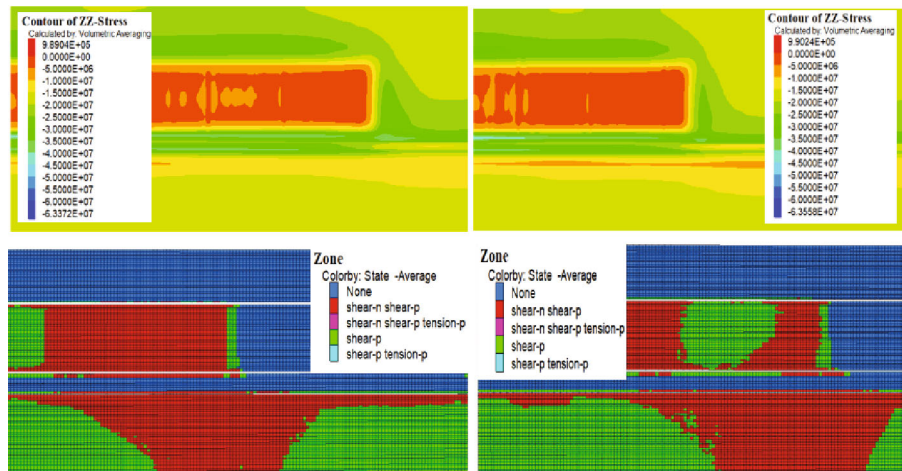 Contour of ZZ-Stress
Calculated by: Volumetric Averaging
9.8904E+05
0.0000E+00
-5.0000E+06
-1.0000E+07
-1.5000E+07
-2.0000E+07
-2.5000E+07
-3.0000E+07
-3.5000E+07
-4.0000E+07
-4.5000E+07
-5.0000E+07
-5.5000E+07
-6.0000E+07
-6.3372E+07
Contour of ZZ-Stress
Calculated by: Volumetric Averaging
9.9024E+05
0.0000E+00
-5.0000E+06
-1.0000E+07
-1.5000E+07
-2.0000E+07
-2.5000E+07
-3.0000E+07
-3.5000E+07
-4.0000E+07
-4.5000E+07
-5.0000E+07
-5.5000E+07
-6.0000E+07
-6.3558E+07
Zone
Colorby: State -Average
None
shear-n shear-p
shear-n shear-p tension-p
shear-p
shear-p tension-p
Zone
Colorby: State -Average
None
shear-n shear-p
shear-n shear-p tension-p
shear-p
shear-p tension-p